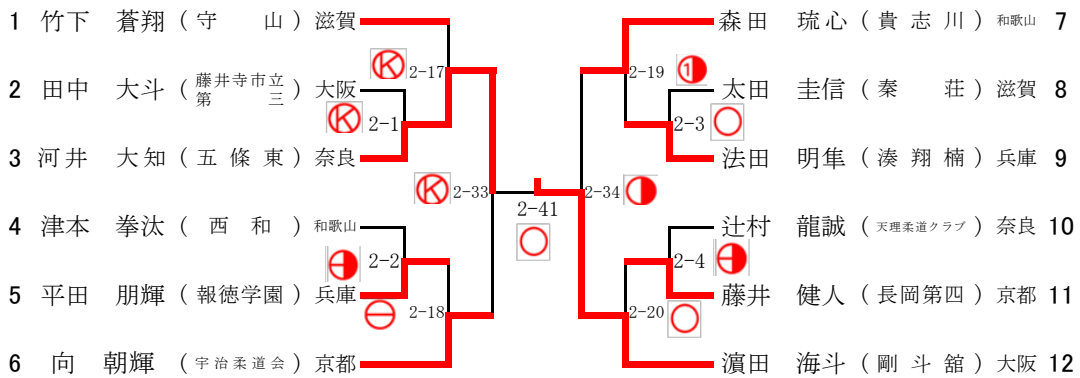 1 竹下 蒼翔 (守 山) 滋賀
2 田中 大斗 (藤井寺市立第三) 大阪
3 河井 大知 (五條東) 奈良
4 津本 拳汰 (西和) 和歌山
5 平田 朋輝 (報徳学園) 兵庫
6 向 朝輝 (宇治柔道会) 京都
Ⓚ 2-17
Ⓚ 2-1
Ⓚ 2-33
2-2
2-18
2-41
2-19
2-3
2-34
2-4
2-20
森田 琉心 (貴志川) 和歌山 7
太田 圭信 (秦 荘) 滋賀 8
法田 明隼 (湊翔楠) 兵庫 9
辻村 龍誠 (天理柔道クラブ) 奈良 10
藤井 健人 (長岡第四) 京都 11
濵田 海斗 (剛斗舘) 大阪 12
①